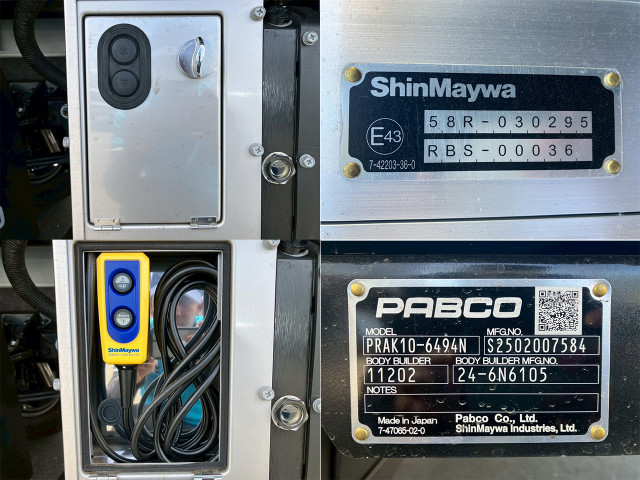 ShinMaywa
58R-030295
E43
RBS-00036
7-42203-36-0
ShinMaywa
PABCO
MODEL MFG.NO.
PRAK10-6494N S2502007584
BODY BUILDER BODY BUILDER MFG.NO.
11202 24-6N6105
NOTES
Made in Japan Pabco Co., Ltd.
7-47065-02-0 ShinMaywa Industries, Ltd.